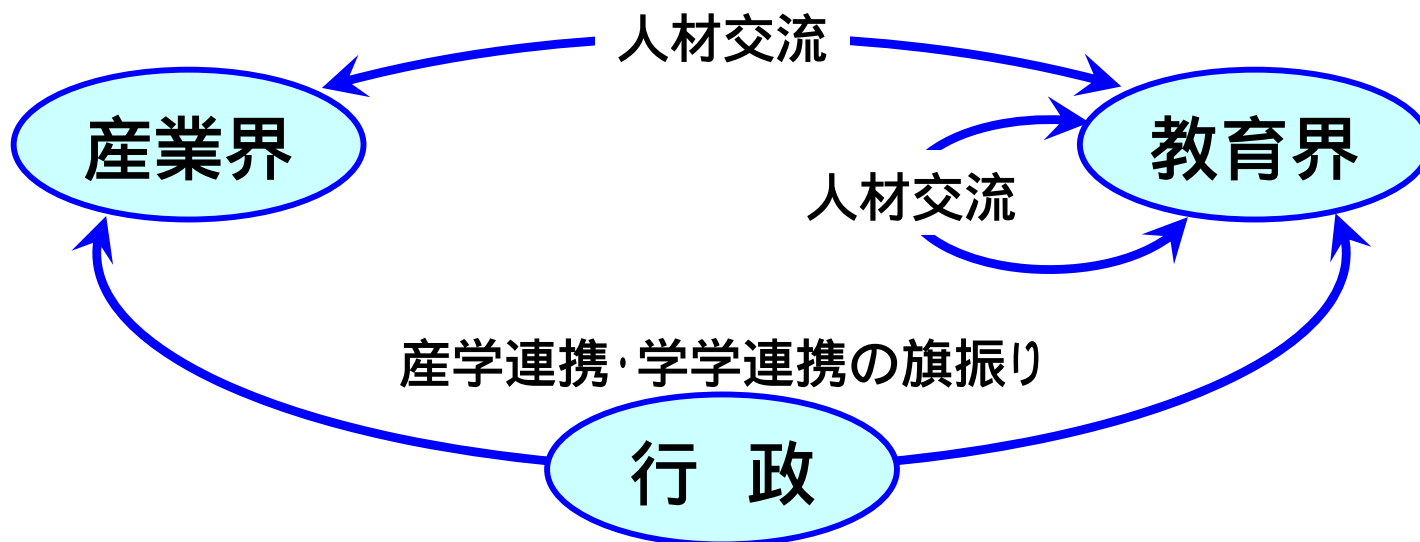 人材交流
産業界
教育界
人材交流
産学連携・学学連携の旗振り
行 政